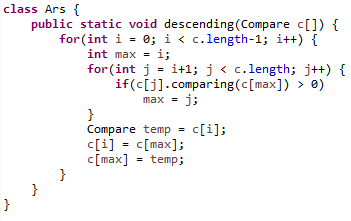 class Ars {
    public static void descending(Compare c[]) {
        for(int i = 0; i < c.length-1; i++) {
            int max = i;
            for(int j = i+1; j < c.length; j++) {
                if(c[j].comparing(c[max]) > 0)
                    max = j;
            }
            Compare temp = c[i];
            c[i] = c[max];
            c[max] = temp;
        }
    }
}